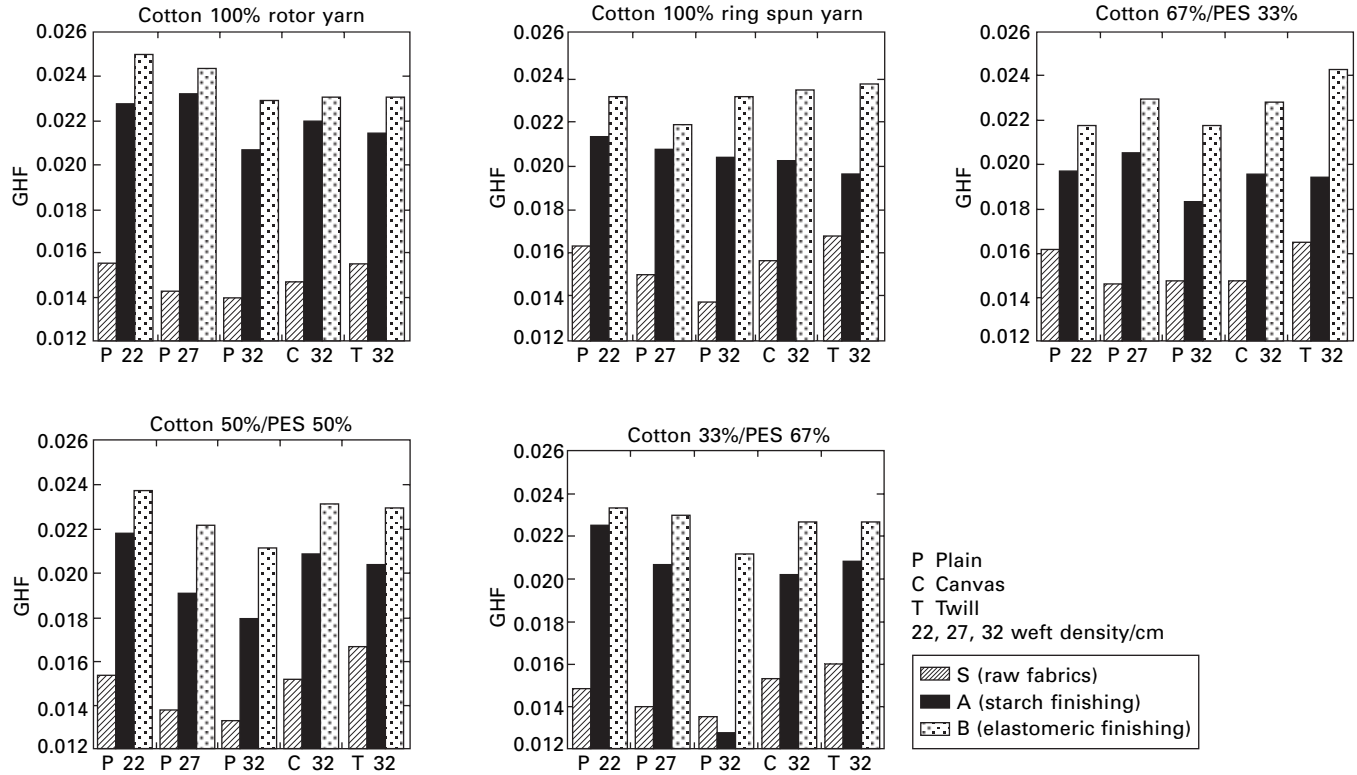 Cotton 100% rotor yarn
0.026
0.024
0.022
0.020
0.018
0.016
0.014
0.012
GHF
P 22 P 27 P 32 C 32 T 32
Cotton 100% ring spun yarn
0.026
0.024
0.022
0.020
0.018
0.016
0.014
0.012
GHF
P 22 P 27 P 32 C 32 T 32
Cotton 67%/PES 33%
0.026
0.024
0.022
0.020
0.018
0.016
0.014
0.012
GHF
P 22 P 27 P 32 C 32 T 32
Cotton 50%/PES 50%
0.026
0.024
0.022
0.020
0.018
0.016
0.014
0.012
GHF
P 22 P 27 P 32 C 32 T 32
Cotton 33%/PES 67%
0.026
0.024
0.022
0.020
0.018
0.016
0.014
0.012
GHF
P 22 P 27 P 32 C 32 T 32
P Plain
C Canvas
T Twill
22, 27, 32 weft density/cm
S (raw fabrics)
A (starch finishing)
B (elastomeric finishing)